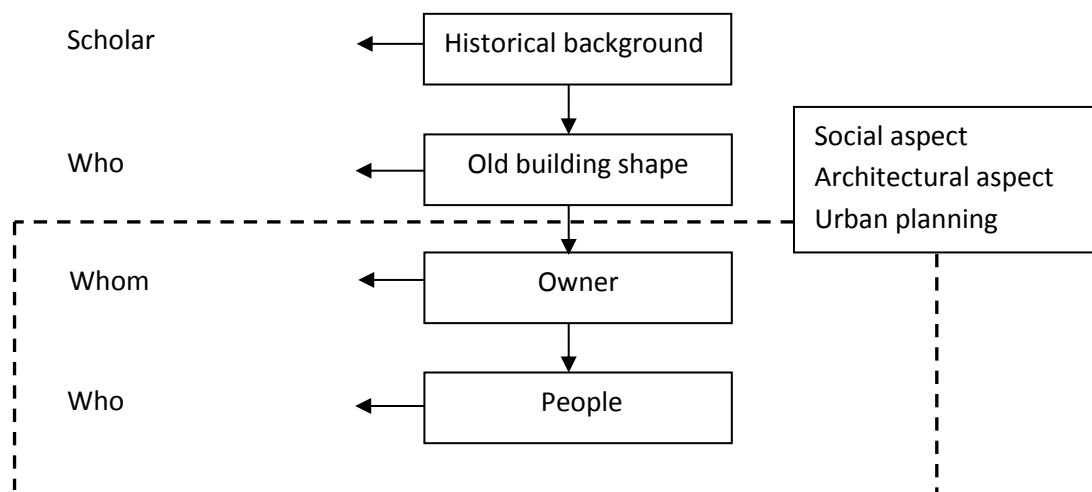 Scholar
Historical background
Who
Old building shape
Social aspect
Architectural aspect
Urban planning
Whom
Owner
Who
People